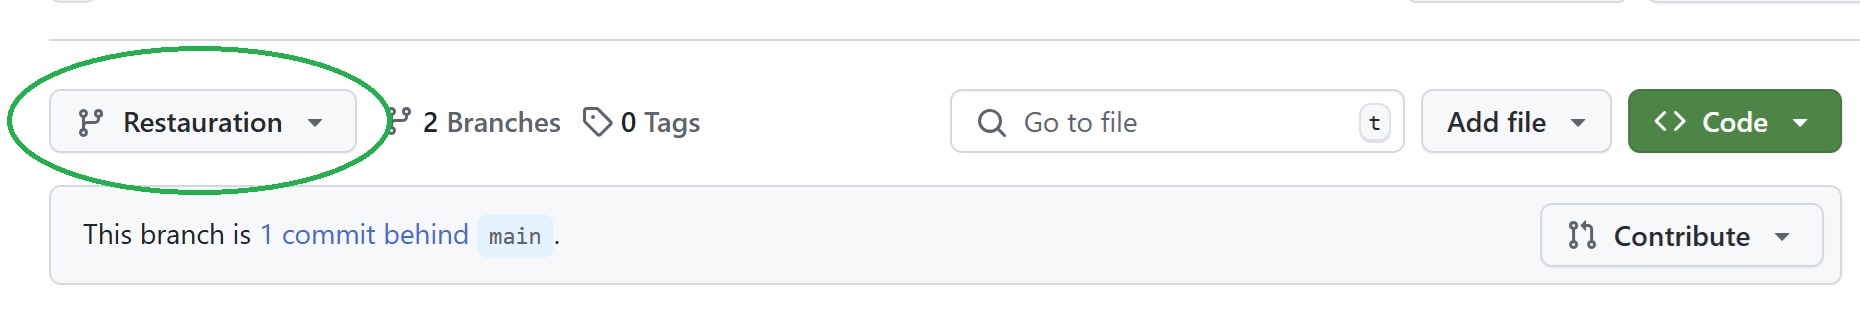 Restauration 2 Branches 0 Tags Go to file t Add file Code
This branch is 1 commit behind main .
Contribute